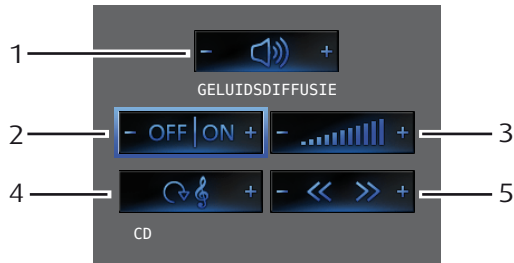 1
- +
GELUIDSDIFFUSIE
2 - OFF|ON + - + 3
4 + - << >> + 5
CD